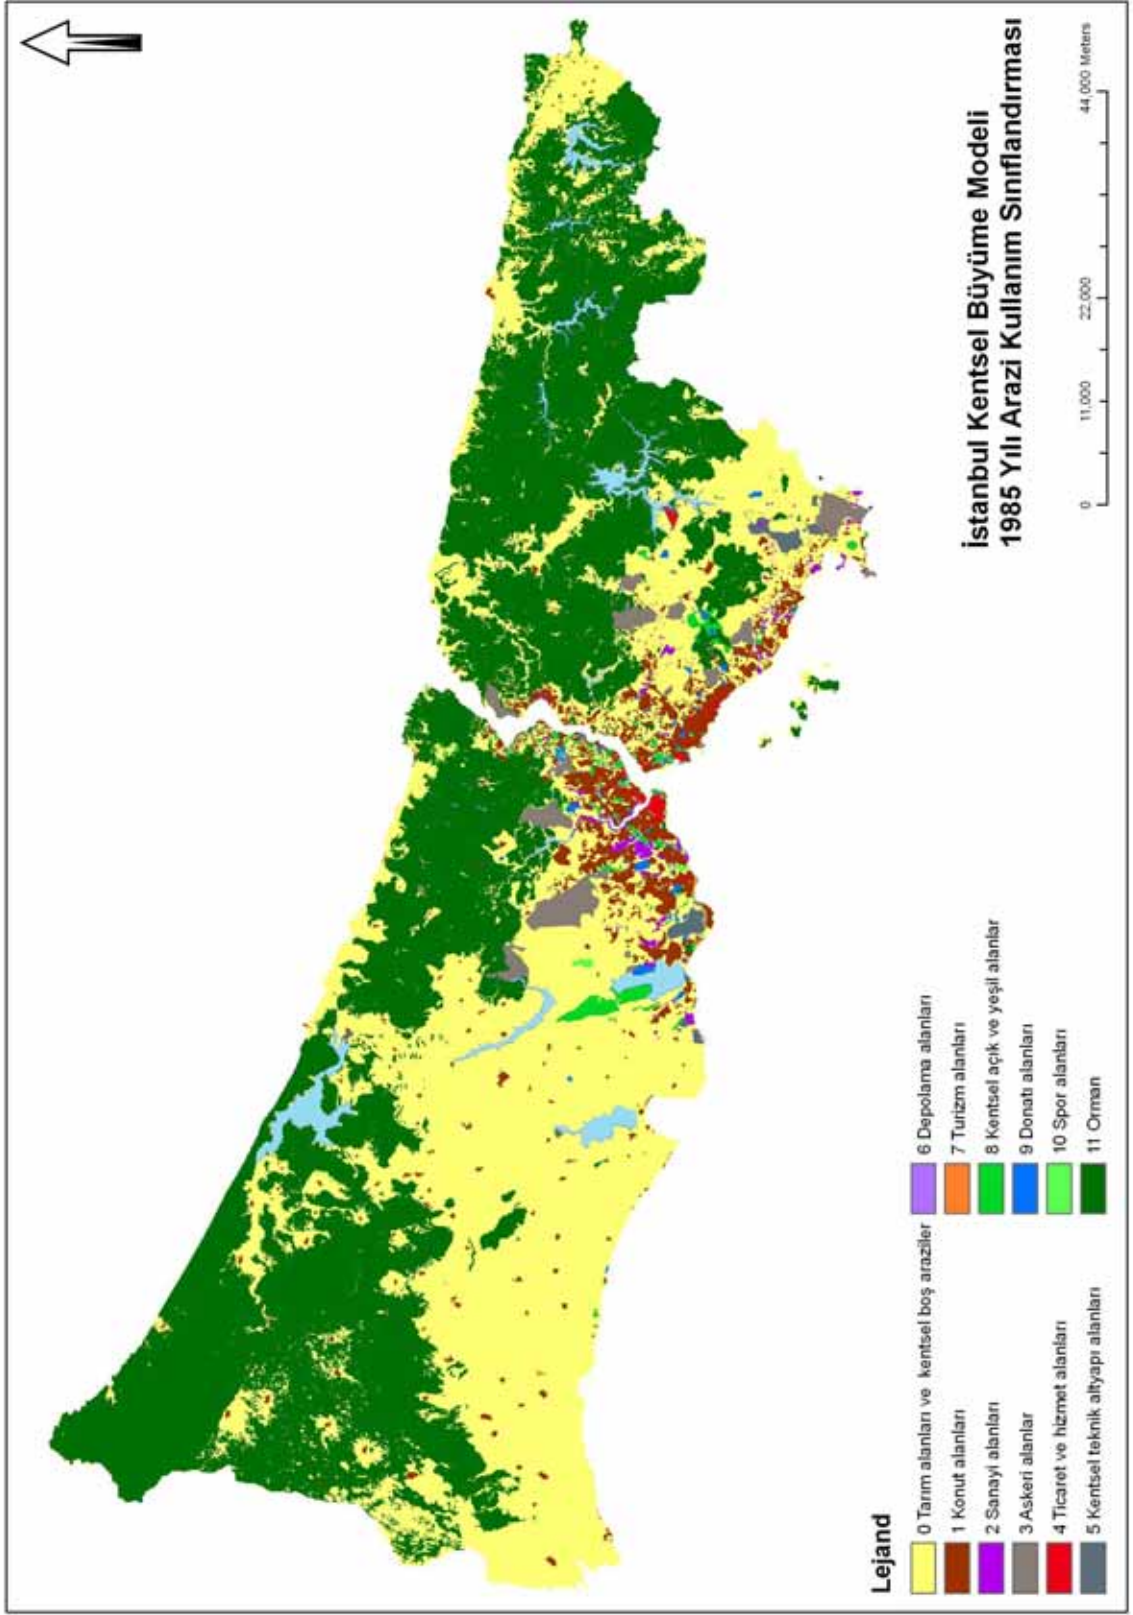 İstanbul Kentsel Büyüme Modeli
1985 Yılı Arazi Kullanım Sınıflandırması
0 11,000 22,000 44,000 Meters
Lejand
0 Tarım alanları ve kentsel boş araziler
1 Konut alanları
2 Sanayi alanları
3 Askeri alanlar
4 Ticaret ve hizmet alanları
5 Kentsel teknik altyapı alanları
6 Depolama alanları
7 Turizm alanları
8 Kentsel açık ve yeşil alanlar
9 Donatı alanları
10 Spor alanları
11 Orman